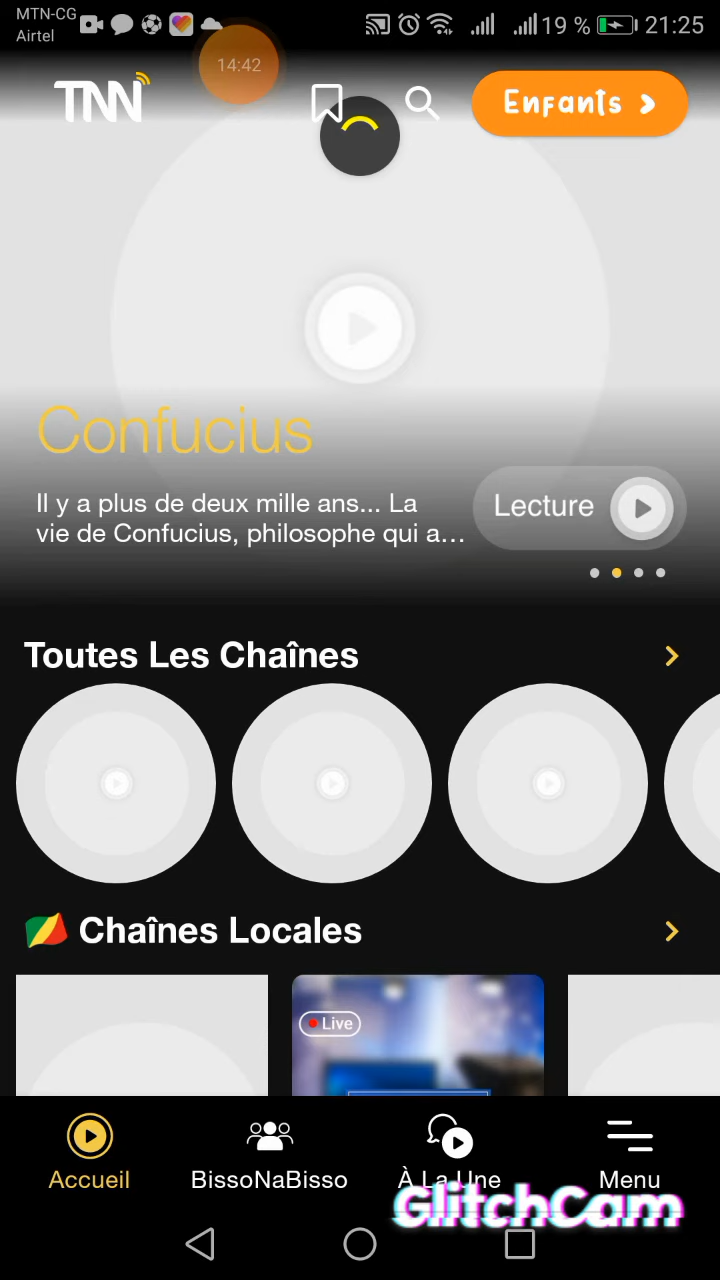 MTN-CG
Airtel
19 %
21:25
14:42
TNN
Enfants
Confucius
Il y a plus de deux mille ans... La
vie de Confucius, philosophe qui a...
Lecture
Toutes Les Chaînes
Chaînes Locales
Live
Accueil
BissoNaBisso
À La Une
Menu
GlitchCam